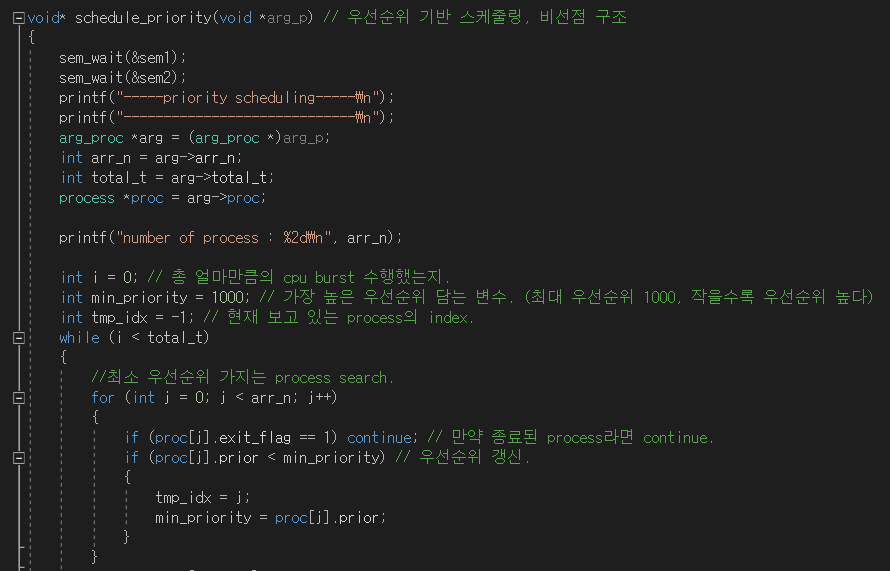 void* schedule_priority(void *arg_p) // 우선순위 기반 스케줄링, 비선점 구조
{
sem_wait(&sem1);
sem_wait(&sem2);
printf("-----priority scheduling-----₩n");
printf("-----------------------------₩n");
arg_proc *arg = (arg_proc *)arg_p;
int arr_n = arg->arr_n;
int total_t = arg->total_t;
process *proc = arg->proc;
printf("number of process : %2d₩n", arr_n);
int i = 0; // 총 얼마만큼의 cpu burst 수행했는지.
int min_priority = 1000; // 가장 높은 우선순위 담는 변수. (최대 우선순위 1000, 작을수록 우선순위 높다)
int tmp_idx = -1; // 현재 보고 있는 process의 index.
while (i < total_t)
{
//최소 우선순위 가지는 process search.
for (int j = 0; j < arr_n; j++)
{
if (proc[j].exit_flag == 1) continue; // 만약 종료된 process라면 continue.
if (proc[j].prior < min_priority) // 우선순위 갱신.
{
tmp_idx = j;
min_priority = proc[j].prior;
}
}